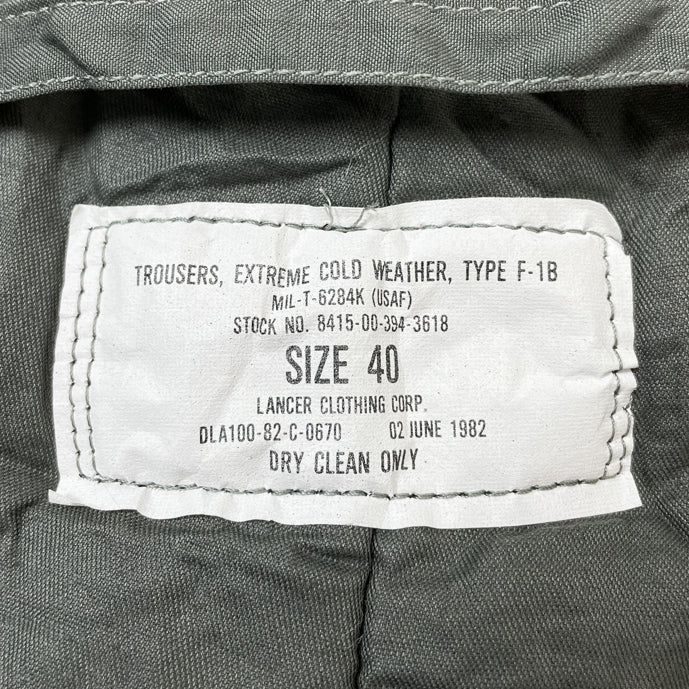 TROUSERS, EXTREME COLD WEATHER, TYPE F-1B
MIL-T-6284K (USAF)
STOCK NO. 8415-00-394-3618
SIZE 40
LANCER CLOTHING CORP.
DLA100-82-C-0670 02 JUNE 1982
DRY CLEAN ONLY